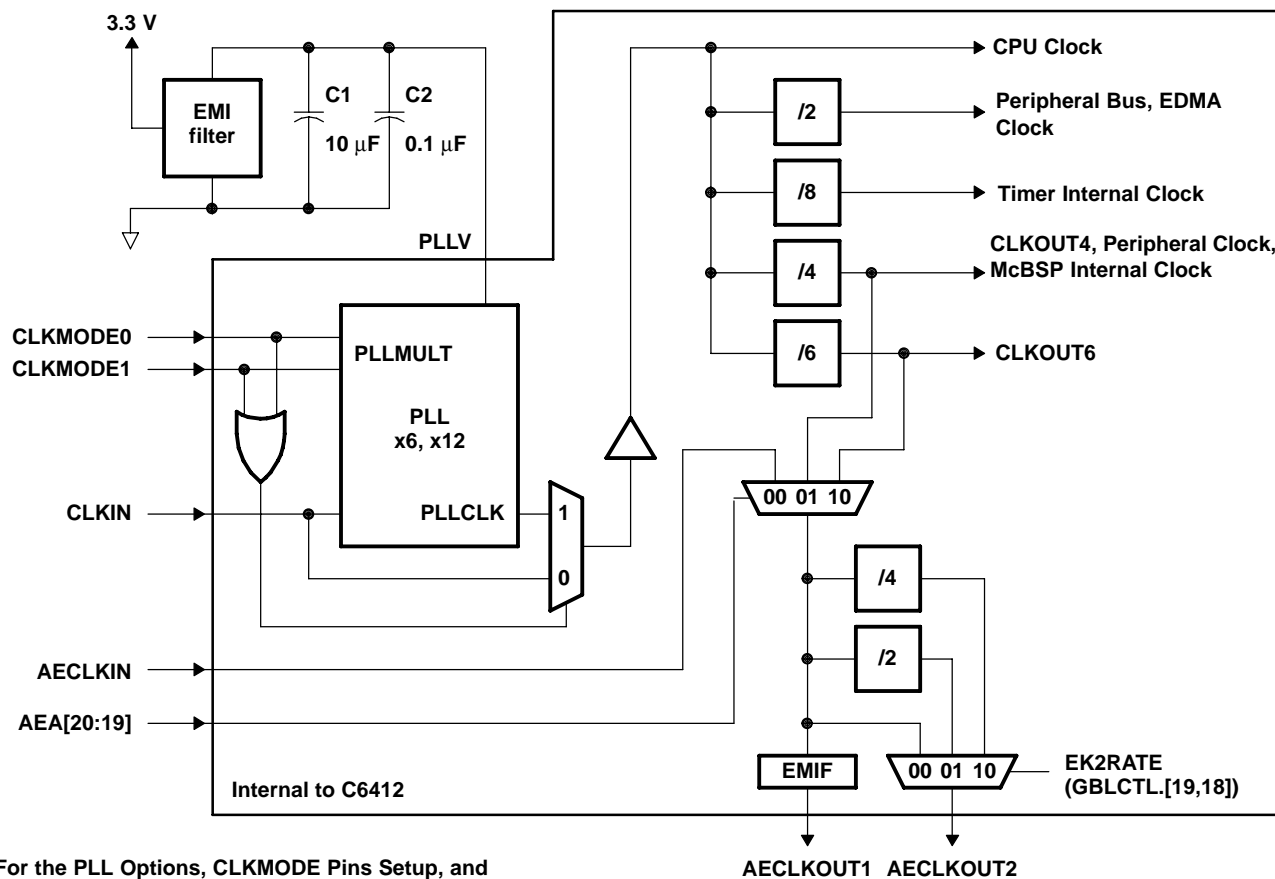 3.3 V
CPU Clock
EMI
filter
C1
C2
10 μF
0.1 μF
/2
Peripheral Bus, EDMA
Clock
/8
Timer Internal Clock
PLLV
/4
CLKOUT4, Peripheral Clock,
McBSP Internal Clock
CLKMODE0
CLKMODE1
PLLMULT
/6
CLKOUT6
PLL
x6, x12
00 01 10
CLKIN
PLLCLK
1
0
/4
/2
AECLKIN
AEA[20:19]
EMIF
00 01 10
EK2RATE
(GBLCTL.[19,18])
Internal to C6412
AECLKOUT1 AECLKOUT2
For the PLL Options, CLKMODE Pins Setup, and